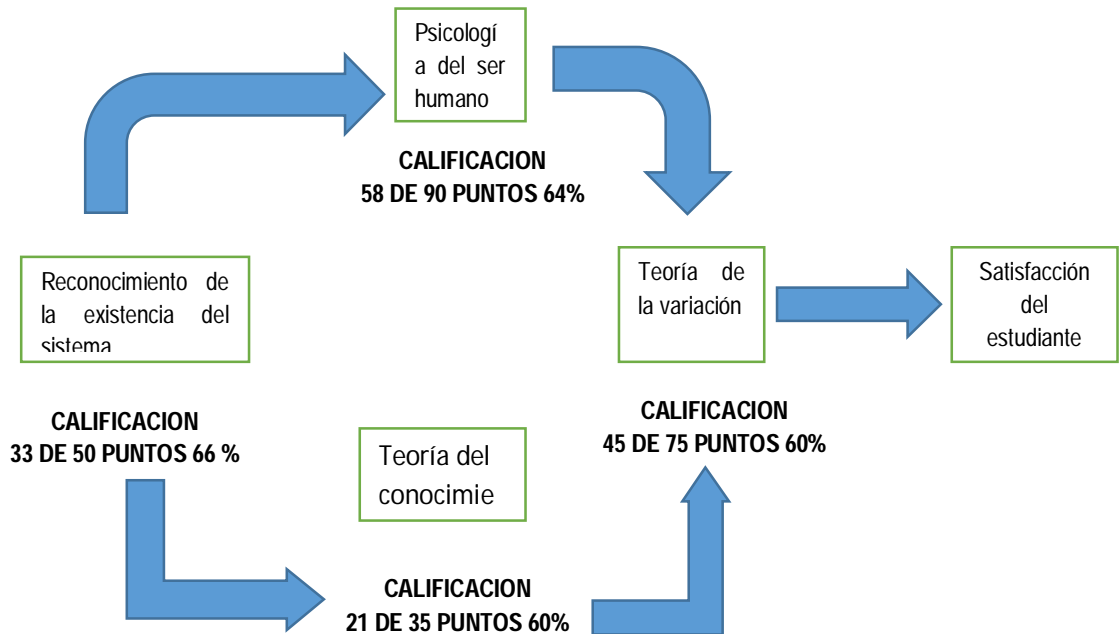 Psicologí
a del ser
humano
CALIFICACION
58 DE 90 PUNTOS 64%
Reconocimiento de
la existencia del
sistema
CALIFICACION
33 DE 50 PUNTOS 66 %
Teoría de
la variación
CALIFICACION
45 DE 75 PUNTOS 60%
Satisfacción
del
estudiante
Teoría del
conocimie
CALIFICACION
21 DE 35 PUNTOS 60%